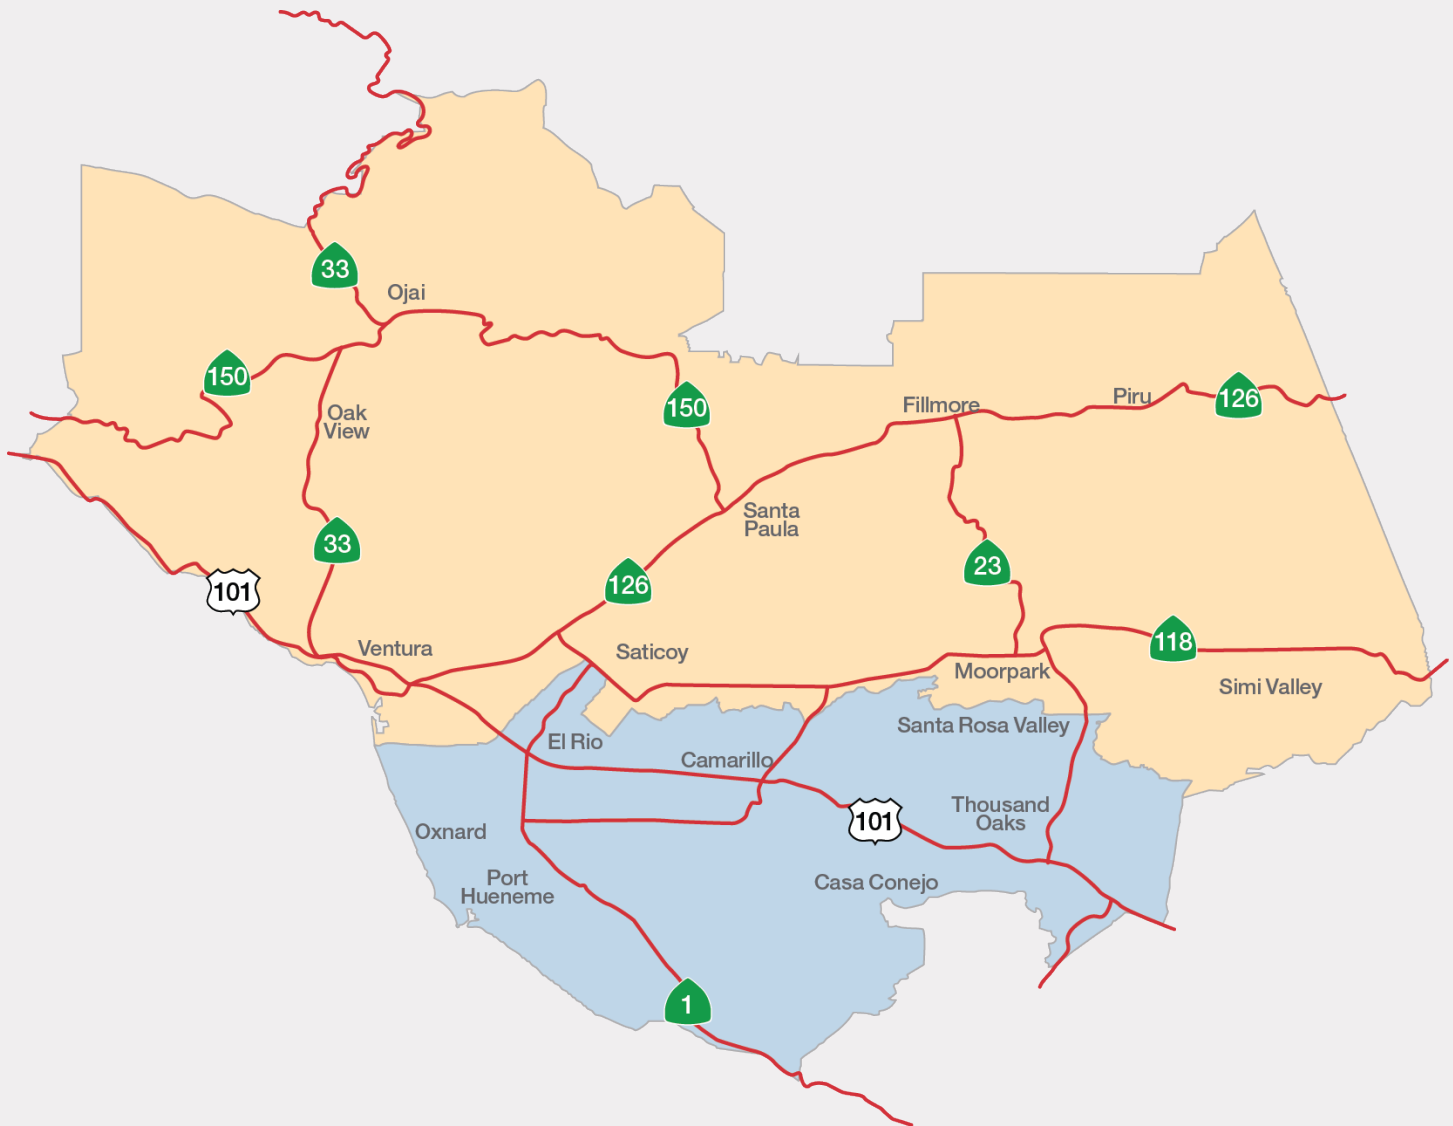 33
Ojai
150
Oak
View
150
Fillmore
Piru
126
Santa
Paula
33
101
126
23
Ventura
Saticoy
118
Moorpark
Simi Valley
Santa Rosa Valley
El Rio
Camarillo
Thousand
Oaks
101
Oxnard
Port
Hueneme
Casa Conejo
1